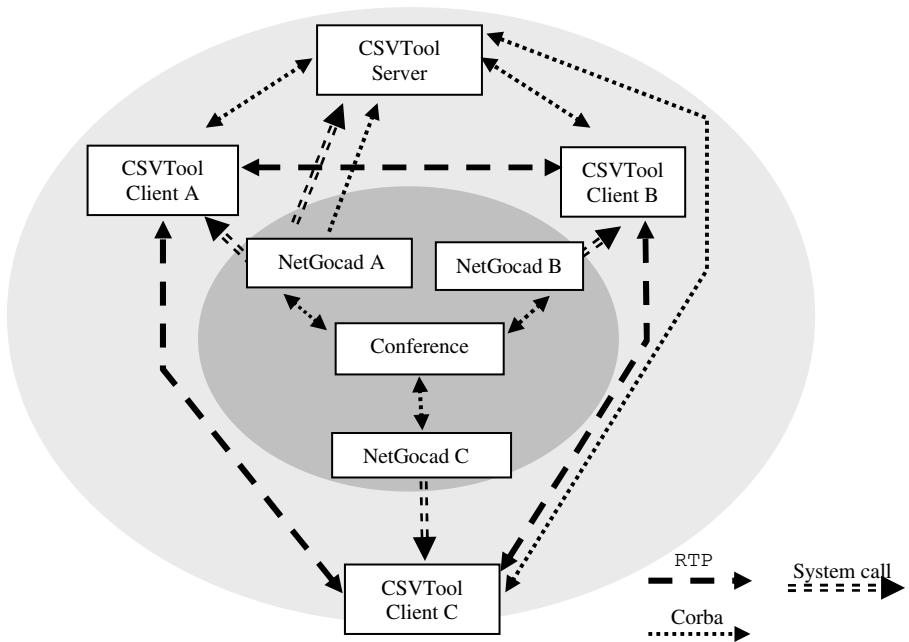 CSVTool
Server
CSVTool
Client A
CSVTool
Client B
NetGocad A
NetGocad B
Conference
NetGocad C
CSVTool
Client C
RTP
System call
Corba